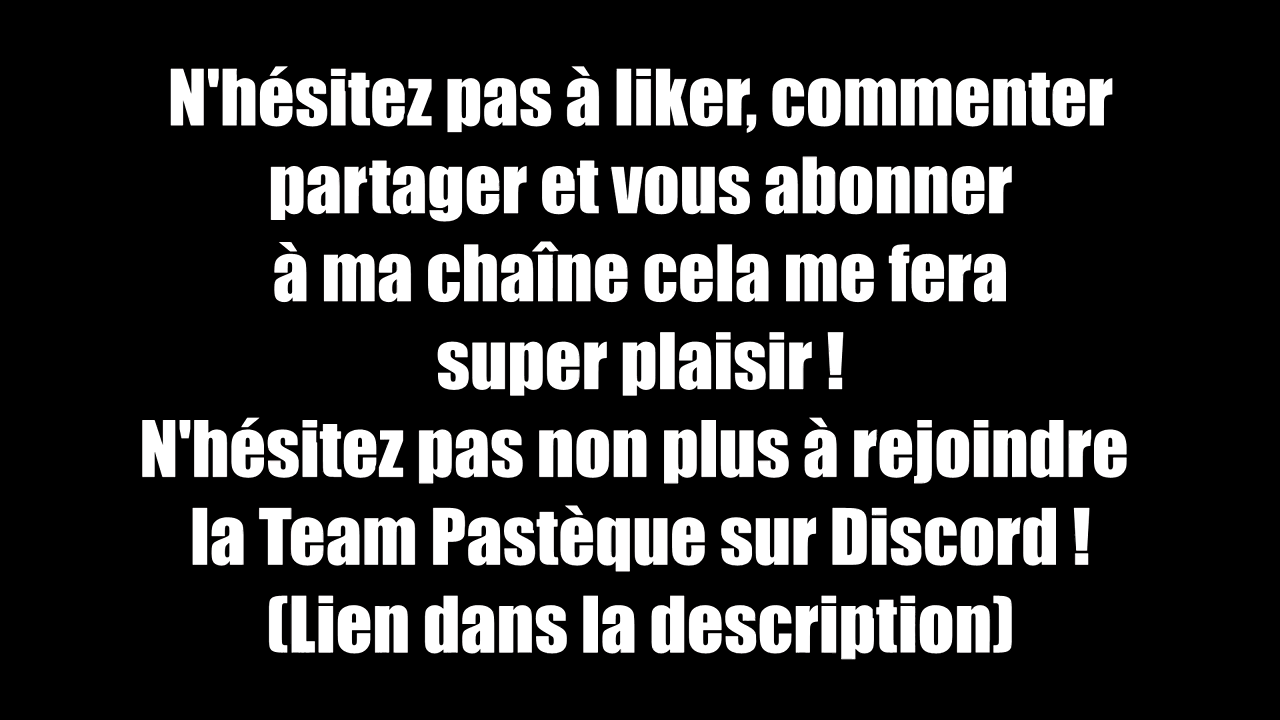 N'hésitez pas à liker, commenter
partager et vous abonner
à ma chaîne cela me fera
super plaisir !
N'hésitez pas non plus à rejoindre
la Team Pastèque sur Discord !
(Lien dans la description)